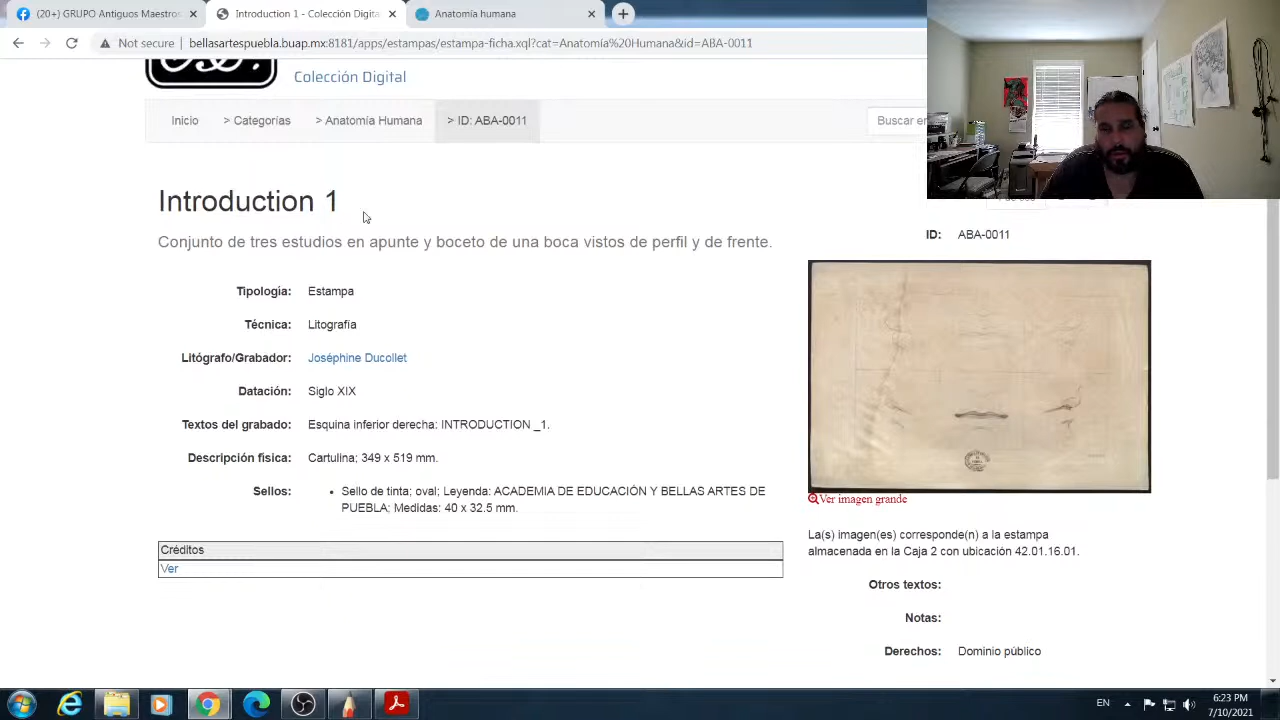 (20+) GRUPO Antiguos Maestros
Introduction 1 - Colección Digital
Anatomía humana
Not secure
bellasartespuebla.buap.mx:8181/apps/estampas/estampa-ficha.xql?cat=Anatomía%20Humana&id=ABA-0011
Colección Digital
Inicio
> Categorías
> Anatomía Humana
> ID: ABA-0011
Buscar en
Introduction 1
Conjunto de tres estudios en apunte y boceto de una boca vistos de perfil y de frente.
ID: ABA-0011
Tipología: Estampa
Técnica: Litografía
Litógrafo/Grabador: Joséphine Ducollet
Datación: Siglo XIX
Textos del grabado: Esquina inferior derecha: INTRODUCTION _1.
Descripción física: Cartulina; 349 x 519 mm.
Sellos: • Sello de tinta; oval; Leyenda: ACADEMIA DE EDUCACIÓN Y BELLAS ARTES DE
PUEBLA; Medidas: 40 x 32.5 mm.
Créditos
Ver
Ver imagen grande
La(s) imagen(es) corresponde(n) a la estampa
almacenada en la Caja 2 con ubicación 42.01.16.01.
Otros textos:
Notas:
Derechos: Dominio público
EN
6:23 PM
7/10/2021